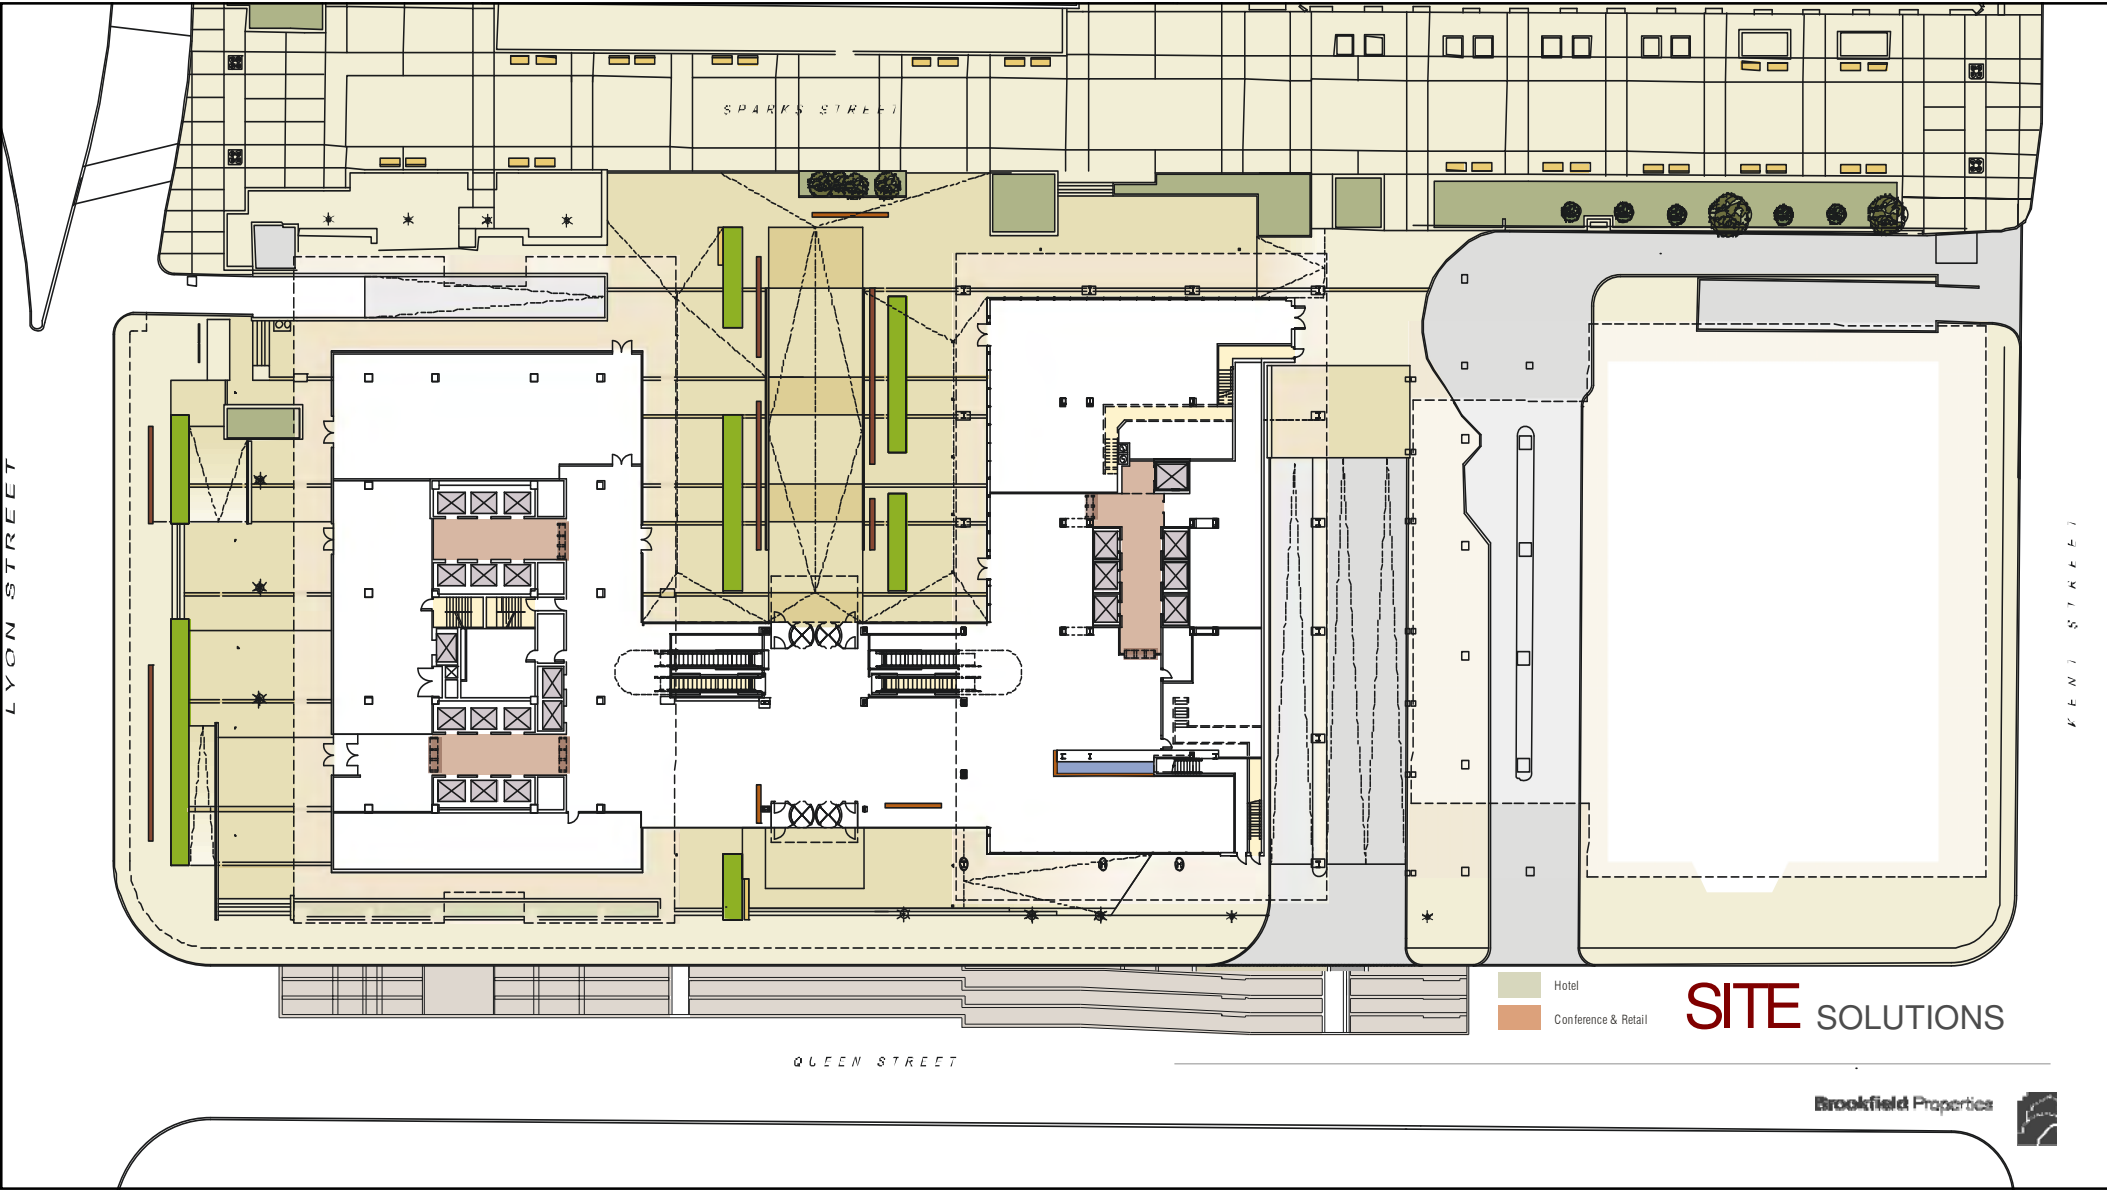 SPARKS STREET
LYON STREET
KENT STREET
Hotel
Conference & Retail
SITE SOLUTIONS
QUEEN STREET
Brookfield Properties